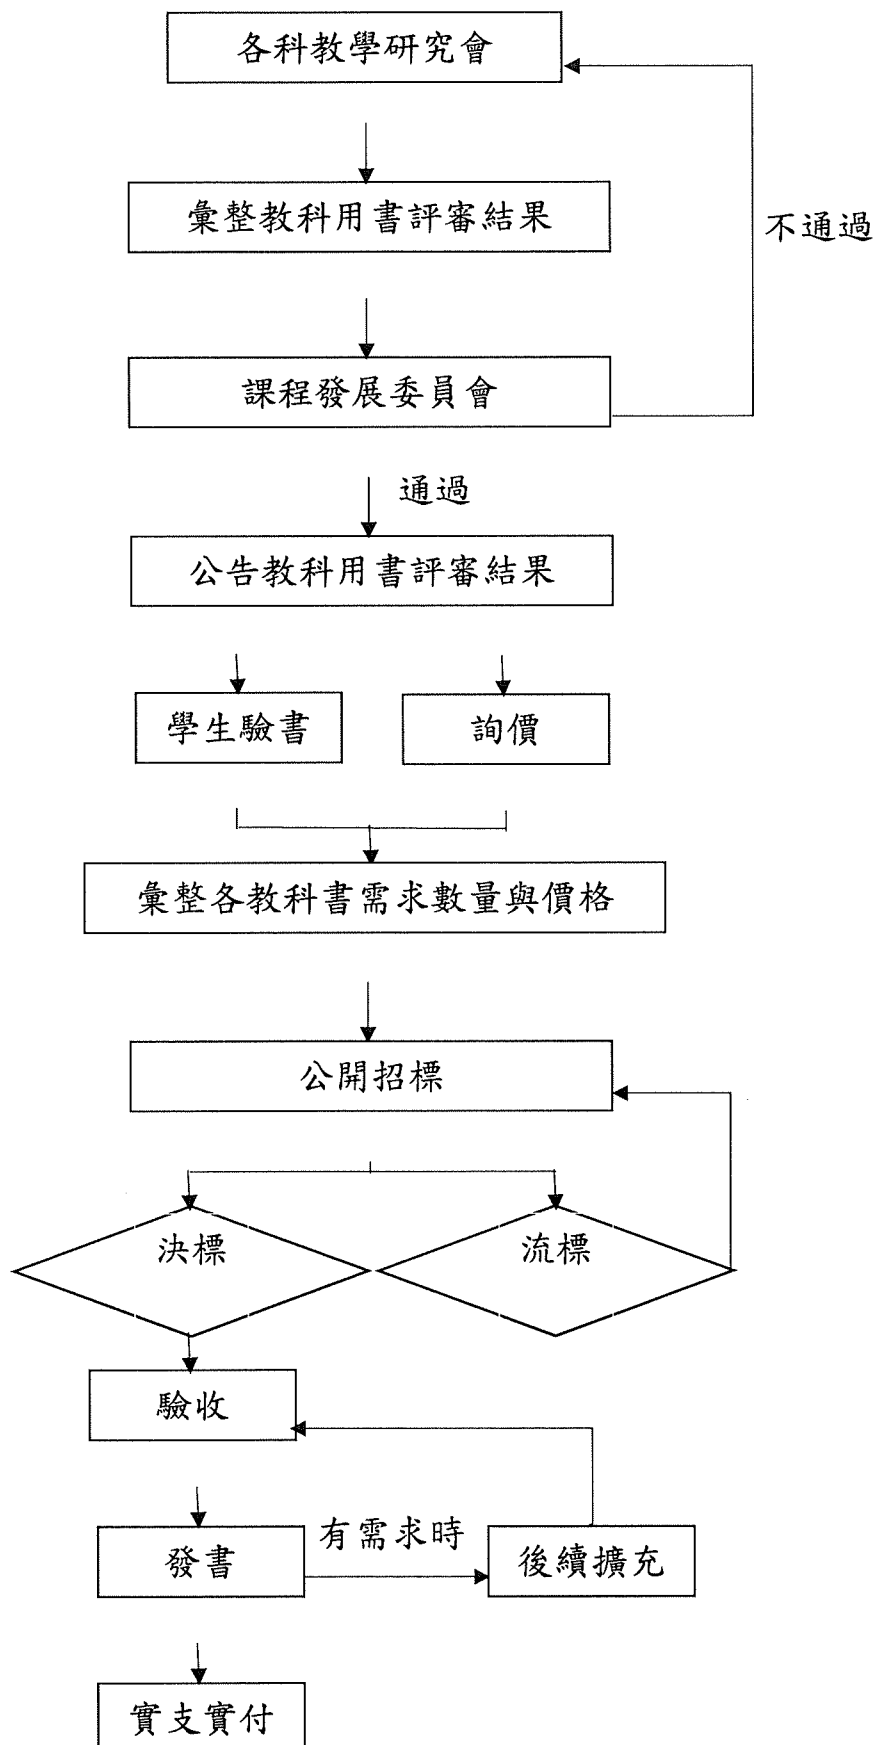 各科教學研究會
彙整教科用書評審結果
不通過
課程發展委員會
通過
公告教科用書評審結果
學生驗書
詢價
彙整各教科書需求數量與價格
公開招標
決標
流標
驗收
有需求時
發書
後續擴充
實支實付